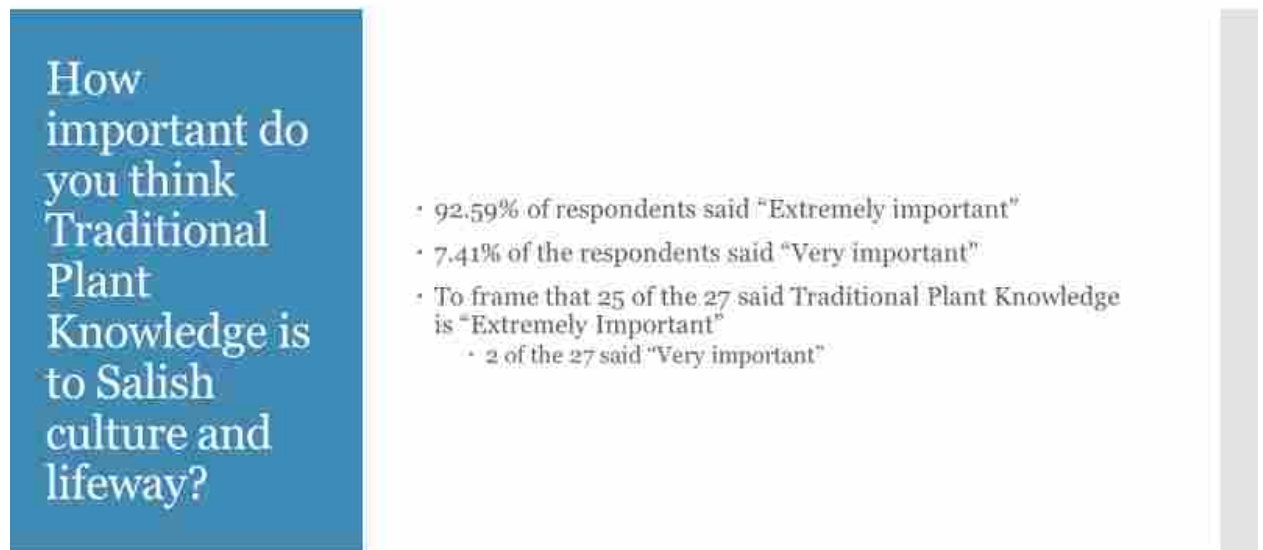 How
important do
you think
Traditional
Plant
Knowledge is
to Salish
culture and
lifeway?
· 92.59% of respondents said “Extremely important”
· 7.41% of the respondents said “Very important”
· To frame that 25 of the 27 said Traditional Plant Knowledge
is “Extremely Important”
· 2 of the 27 said “Very important”